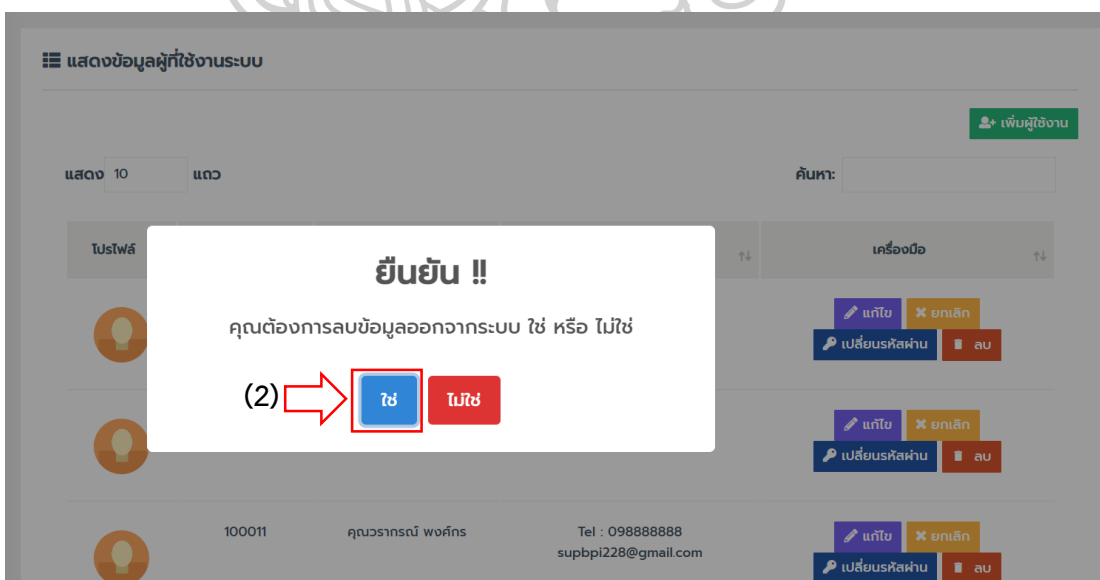 แสดงข้อมูลผู้ที่ใช้งานระบบ
เพิ่มผู้ใช้งาน
แสดง 10 แถว
ค้นหา:
โปรไฟล์
เครื่องมือ
ยืนยัน !!
คุณต้องการลบข้อมูลออกจากระบบ ใช่ หรือ ไม่ใช่
(2)
ใช่
ไม่ใช่
แก้ไข
ยกเลิก
เปลี่ยนรหัสผ่าน
ลบ
แก้ไข
ยกเลิก
เปลี่ยนรหัสผ่าน
ลบ
100011
คุณวรากรณ์ พงศ์กร
Tel : 098888888
supbpi228@gmail.com
แก้ไข
ยกเลิก
เปลี่ยนรหัสผ่าน
ลบ